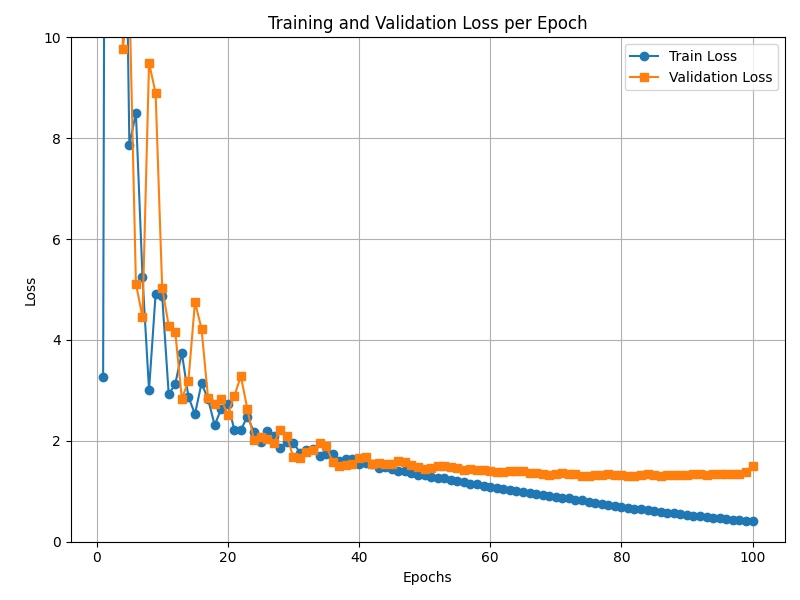 Training and Validation Loss per Epoch
Train Loss
Validation Loss
Loss
10
8
6
4
2
0
0 20 40 60 80 100
Epochs